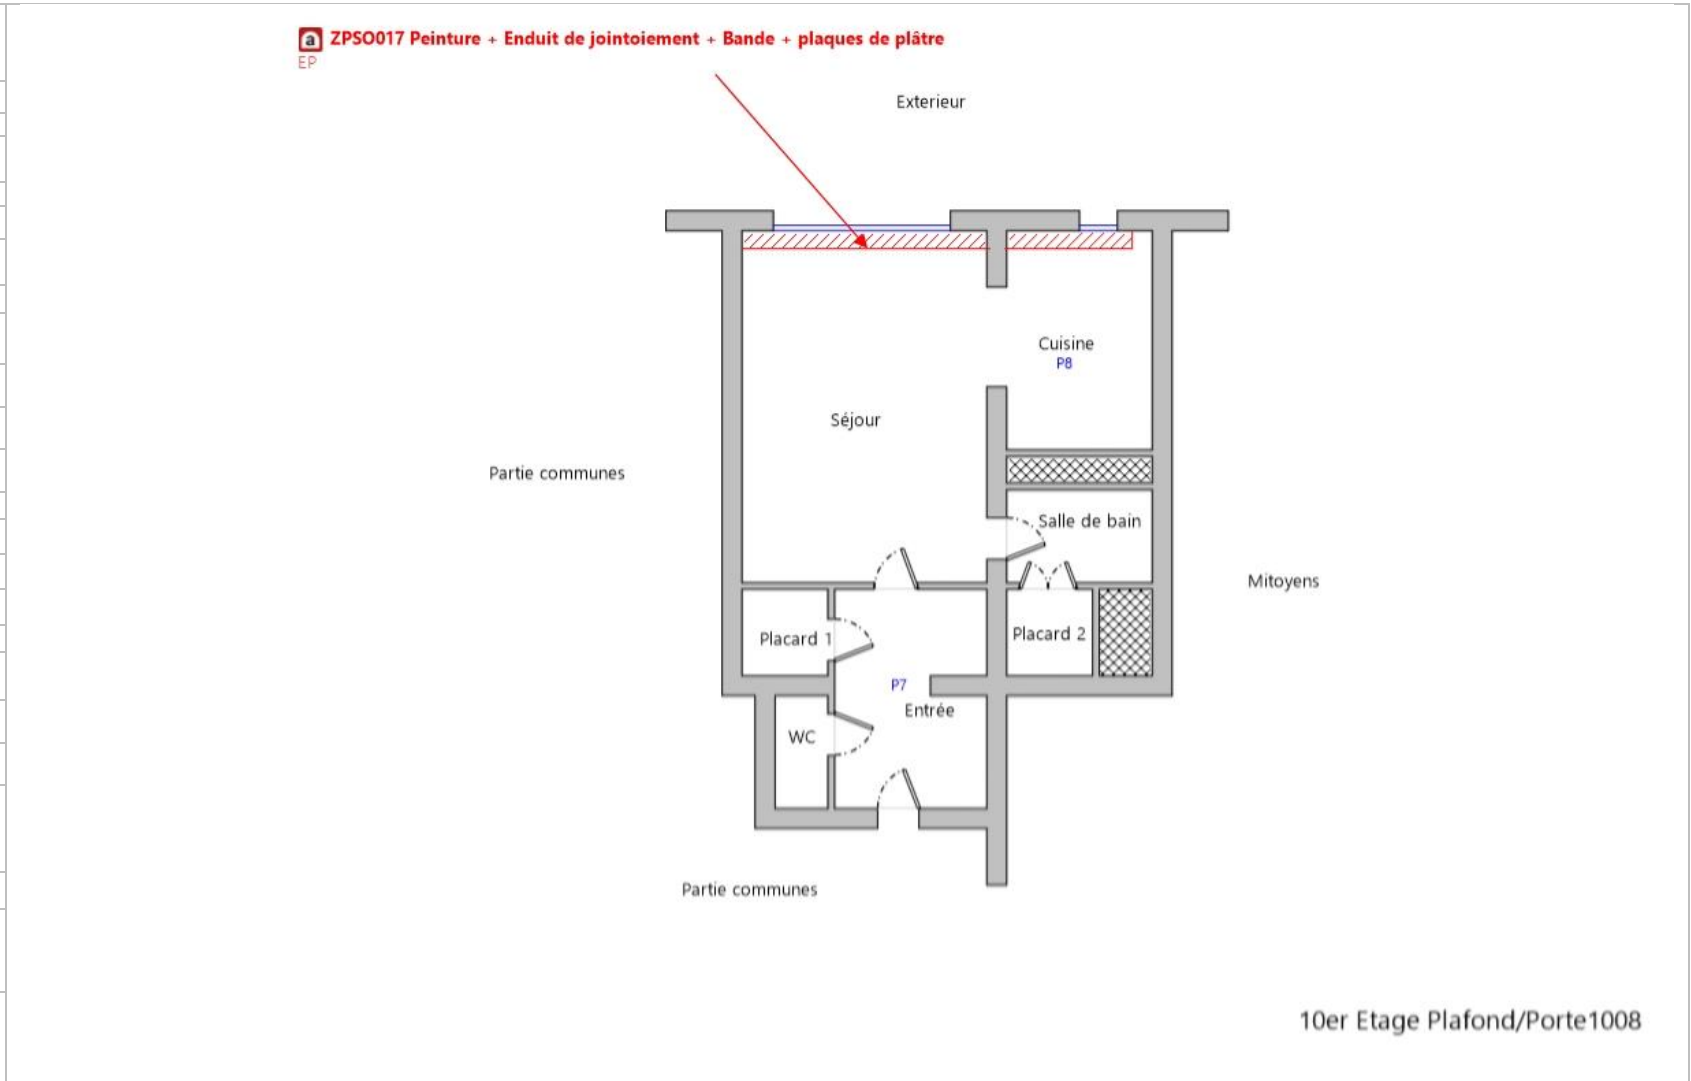 a ZPSO017 Peinture + Enduit de jointoiement + Bande + plaques de plâtre
EP
Exterieur
Cuisine
P8
Séjour
Partie communes
Salle de bain
Mitoyens
Placard 1
Placard 2
P7
Entrée
WC
Partie communes
10er Etage Plafond/Porte1008